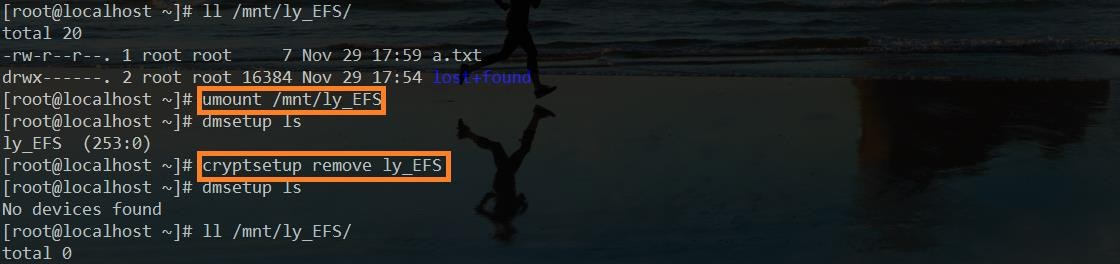 [root@localhost ~]# ll /mnt/ly_EFS/
total 20
-rw-r--r--. 1 root root     7 Nov 29 17:59 a.txt
drwx------. 2 root root 16384 Nov 29 17:54 lost+found
[root@localhost ~]# umount /mnt/ly_EFS
[root@localhost ~]# dmsetup ls
ly_EFS  (253:0)
[root@localhost ~]# cryptsetup remove ly_EFS
[root@localhost ~]# dmsetup ls
No devices found
[root@localhost ~]# ll /mnt/ly_EFS/
total 0